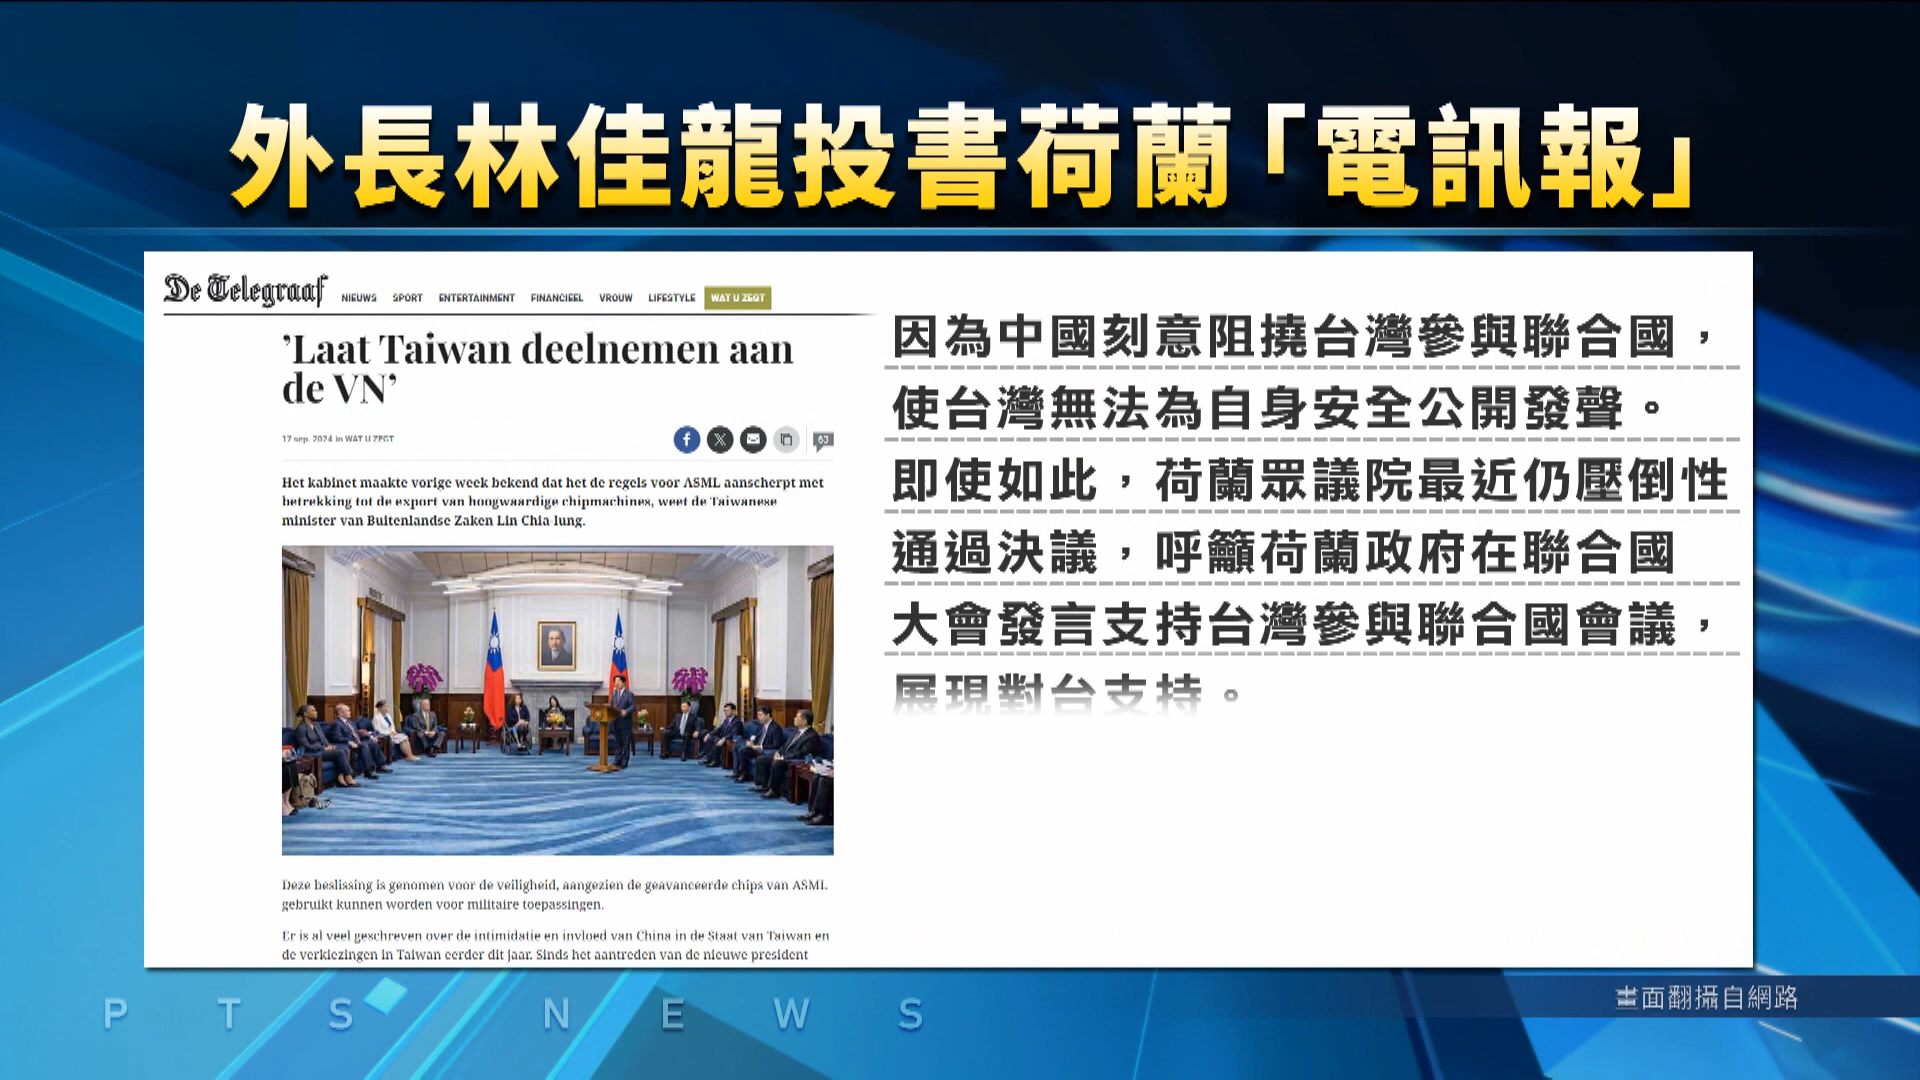 外長林佳龍投書荷蘭「電訊報」
De Telegraaf
NIEUWS SPORT ENTERTAINMENT FINANCIEEL VROUW LIFESTYLE WAT U ZEGT
’Laat Taiwan deelnemen aan
de VN’
17 sep. 2024 in WAT U ZEGT
63
Het kabinet maakte vorige week bekend dat het de regels voor ASML aanscherpt met
betrekking tot de export van hoogwaardige chipmachines, weet de Taiwanese
minister van Buitenlandse Zaken Lin Chia-lung.
Deze beslissing is genomen voor de veiligheid, aangezien de geavanceerde chips van ASML
gebruikt kunnen worden voor militaire toepassingen.
Er is al veel geschreven over de intimidatie en invloed van China in de Staat van Taiwan en
de verkiezingen in Taiwan eerder dit jaar. Sinds het aantreden van de nieuwe president
因為中國刻意阻撓台灣參與聯合國，
使台灣無法為自身安全公開發聲。
即使如此，荷蘭眾議院最近仍壓倒性
通過決議，呼籲荷蘭政府在聯合國
大會發言支持台灣參與聯合國會議，
展現對台支持。
PTS NEWS
畫面翻攝自網路